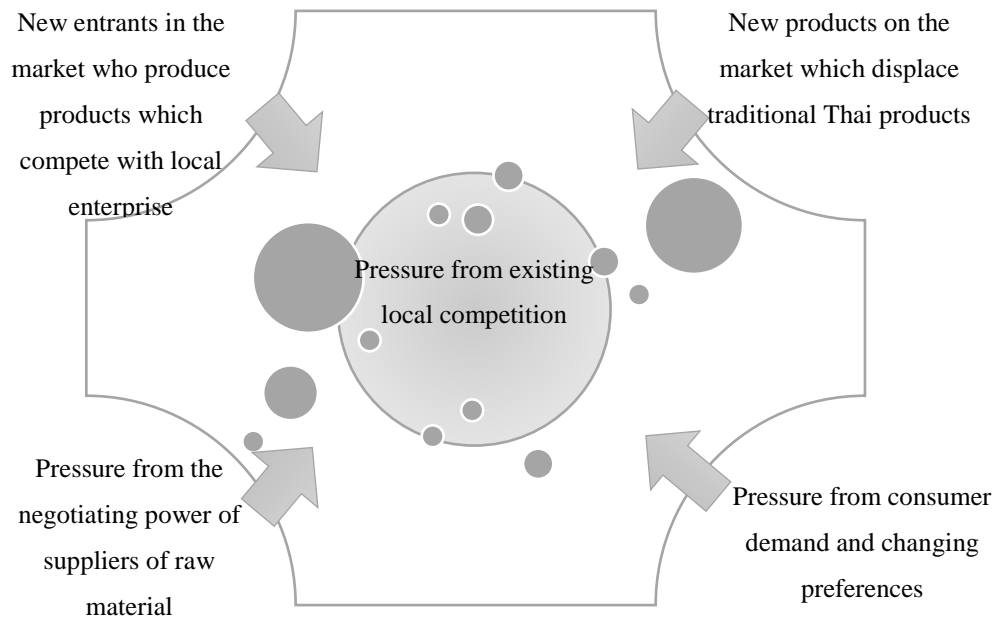 New entrants in the
market who produce
products which
compete with local
enterprise
New products on the
market which displace
traditional Thai products
Pressure from existing
local competition
Pressure from the
negotiating power of
suppliers of raw
material
Pressure from consumer
demand and changing
preferences